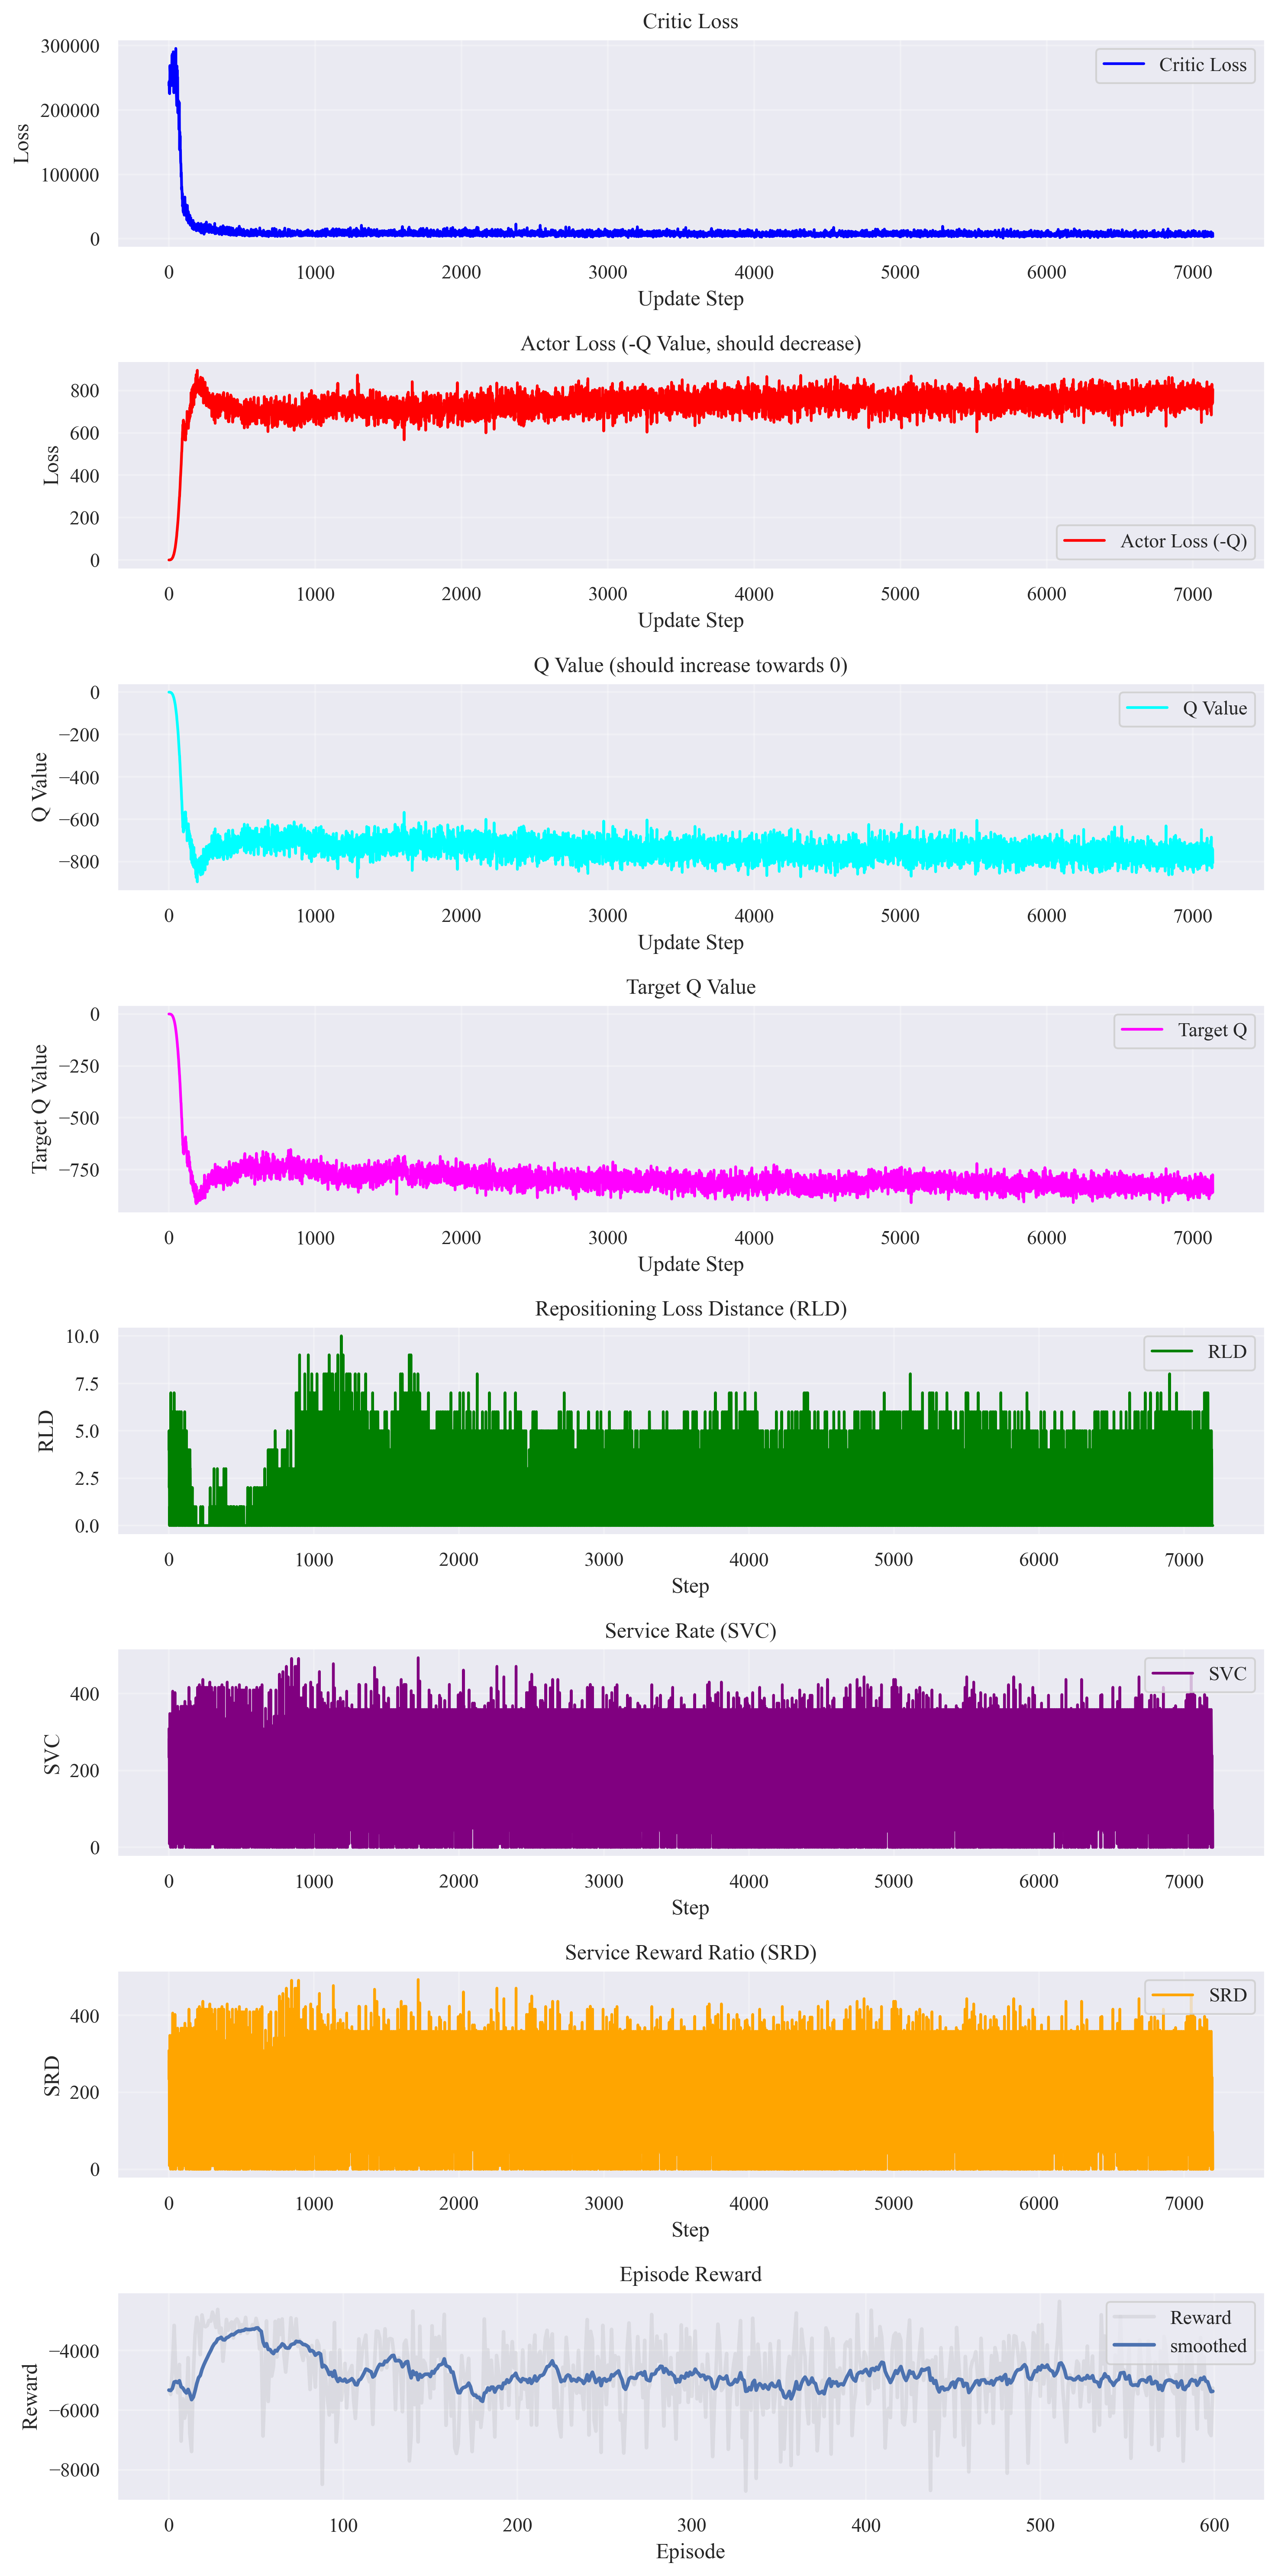 Critic Loss
300000
200000
100000
0
Loss
Critic Loss
0 1000 2000 3000 4000 5000 6000 7000
Update Step
Actor Loss (-Q Value, should decrease)
800
600
400
200
0
Loss
Actor Loss (-Q)
0 1000 2000 3000 4000 5000 6000 7000
Update Step
Q Value (should increase towards 0)
0
−200
−400
−600
−800
Q Value
Q Value
0 1000 2000 3000 4000 5000 6000 7000
Update Step
Target Q Value
0
−250
−500
−750
Target Q Value
Target Q
0 1000 2000 3000 4000 5000 6000 7000
Update Step
Repositioning Loss Distance (RLD)
10.0
7.5
5.0
2.5
0.0
RLD
RLD
0 1000 2000 3000 4000 5000 6000 7000
Step
Service Rate (SVC)
400
200
0
SVC
SVC
0 1000 2000 3000 4000 5000 6000 7000
Step
Service Reward Ratio (SRD)
400
200
0
SRD
SRD
0 1000 2000 3000 4000 5000 6000 7000
Step
Episode Reward
−4000
−6000
−8000
Reward
Reward
smoothed
0 100 200 300 400 500 600
Episode